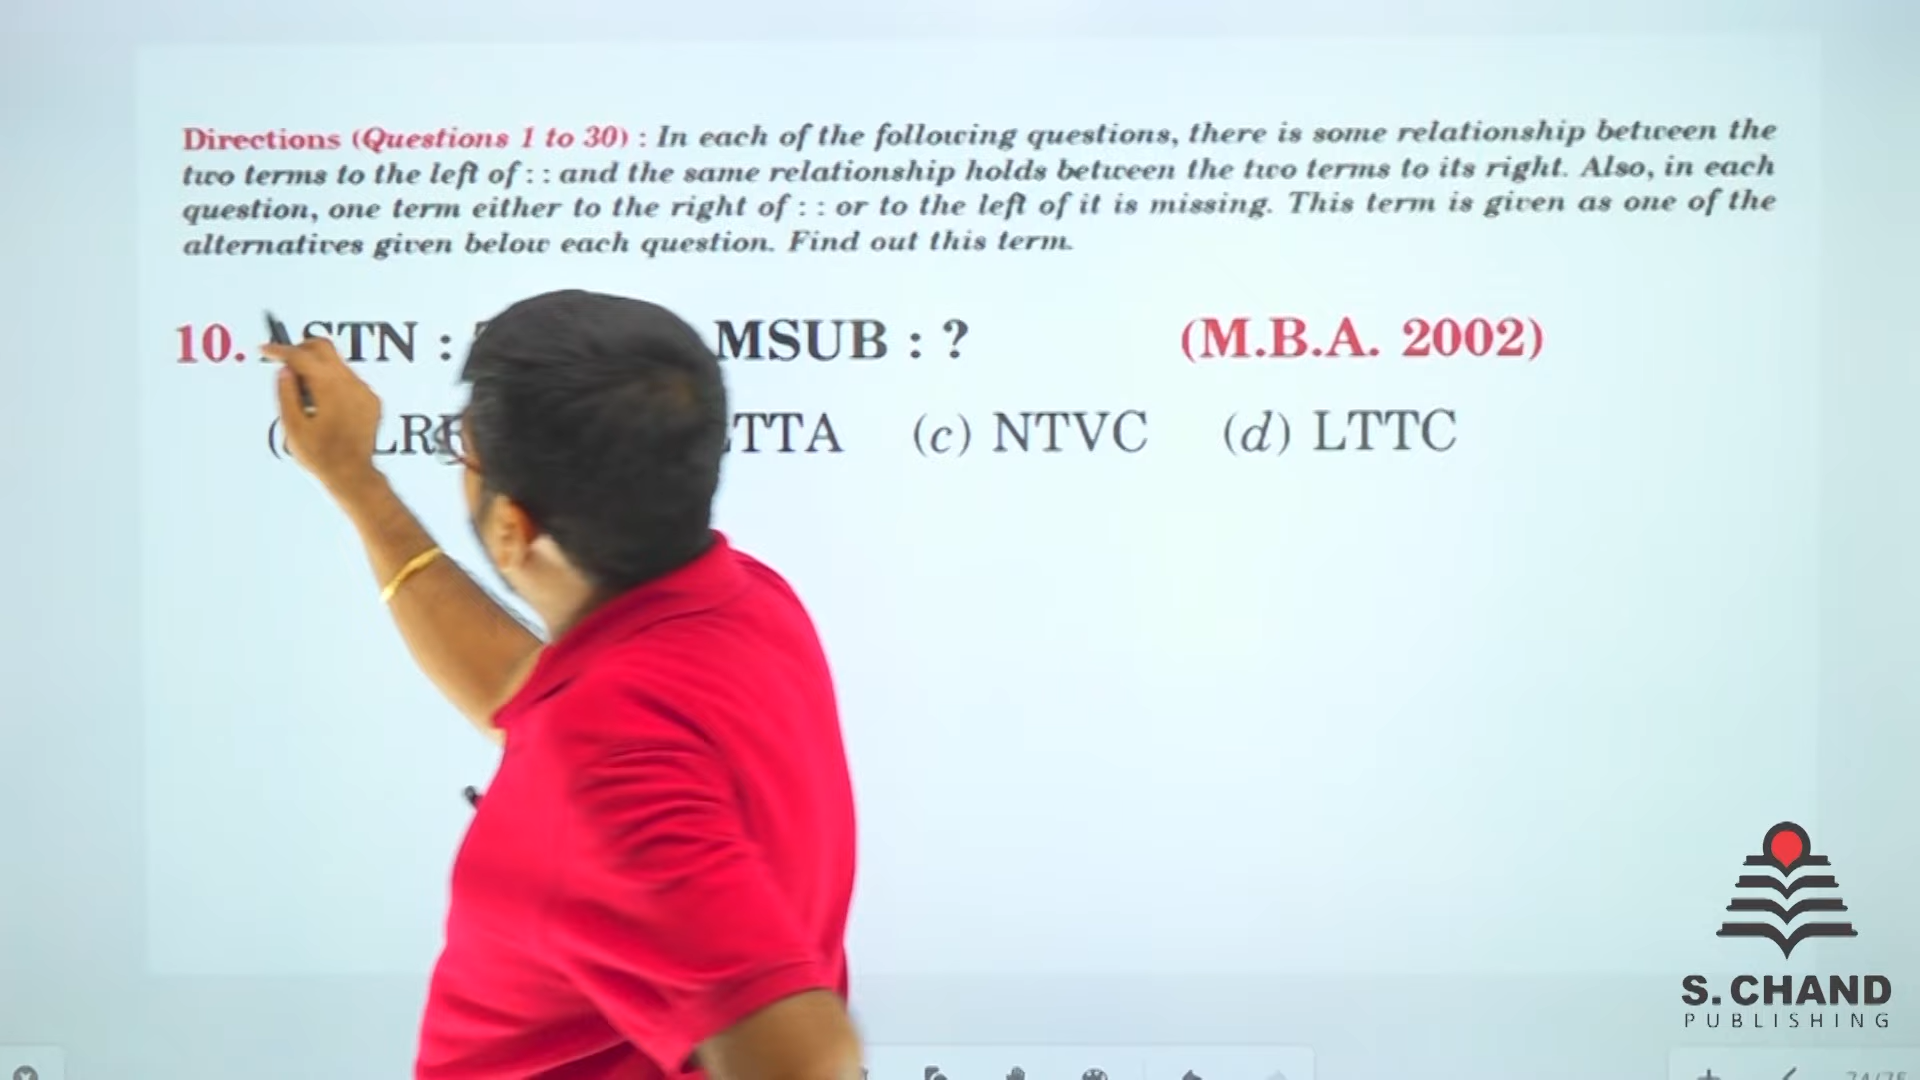 Directions (Questions 1 to 30) : In each of the following questions, there is some relationship between the
two terms to the left of : : and the same relationship holds between the two terms to its right. Also, in each
question, one term either to the right of : : or to the left of it is missing. This term is given as one of the
alternatives given below each question. Find out this term.
10. ASTN : MSUB : ? (M.B.A. 2002)
TTA (c) NTVC (d) LTTC
S. CHAND
PUBLISHING
74/75